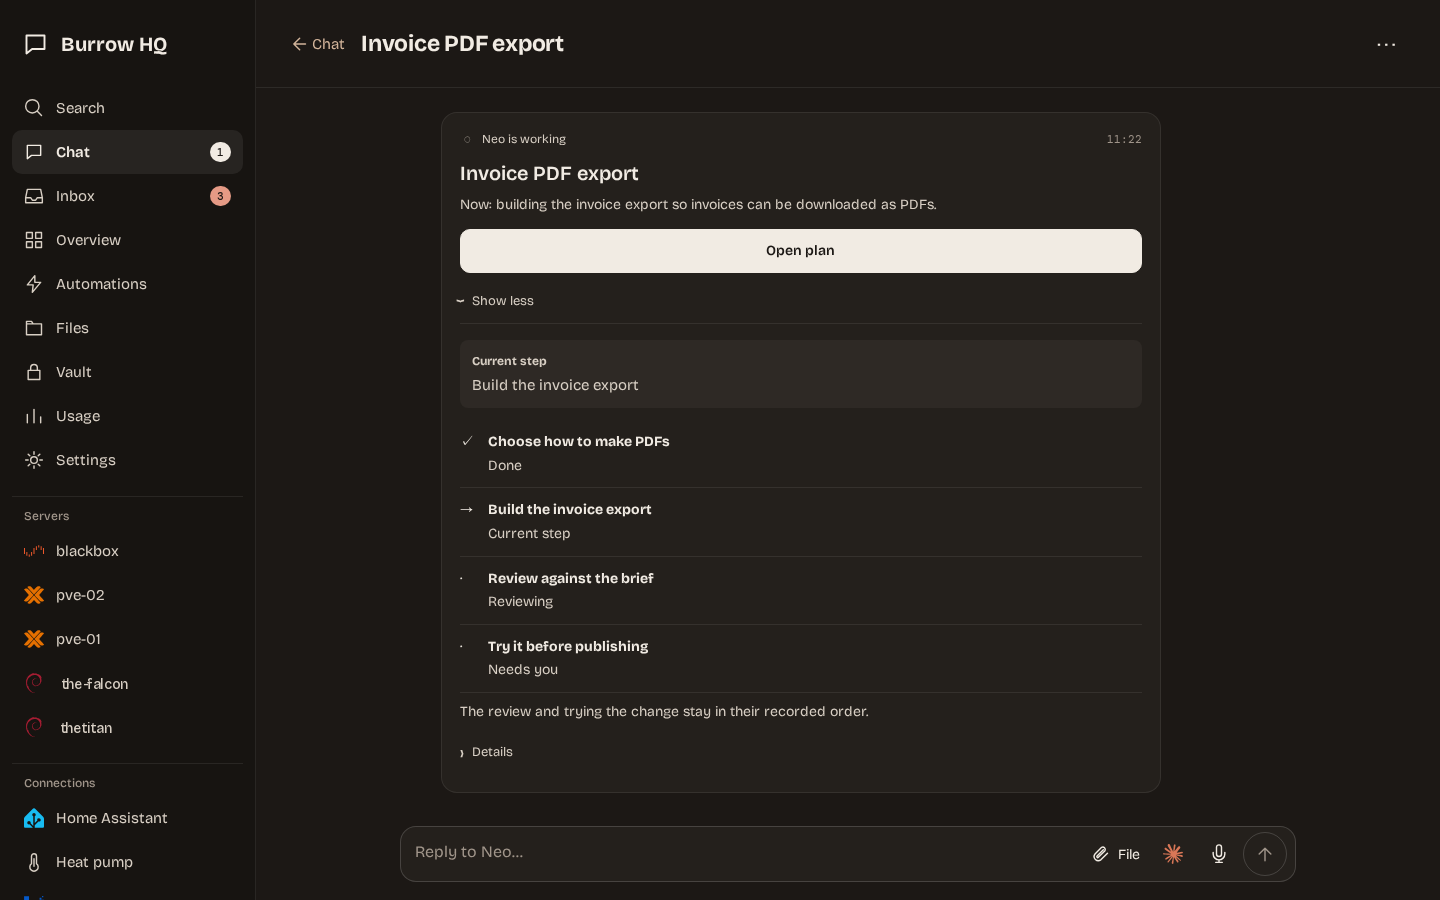 Burrow HQ
Search
Chat 1
Inbox 3
Overview
Automations
Files
Vault
Usage
Settings
Servers
blackbox
pve-02
pve-01
the-falcon
thetitan
Connections
Home Assistant
Heat pump
← Chat Invoice PDF export ...
Neo is working 11:22
Invoice PDF export
Now: building the invoice export so invoices can be downloaded as PDFs.
Open plan
Show less
Current step
Build the invoice export
✓ Choose how to make PDFs
Done
→ Build the invoice export
Current step
· Review against the brief
Reviewing
· Try it before publishing
Needs you
The review and trying the change stay in their recorded order.
Details
Reply to Neo... File